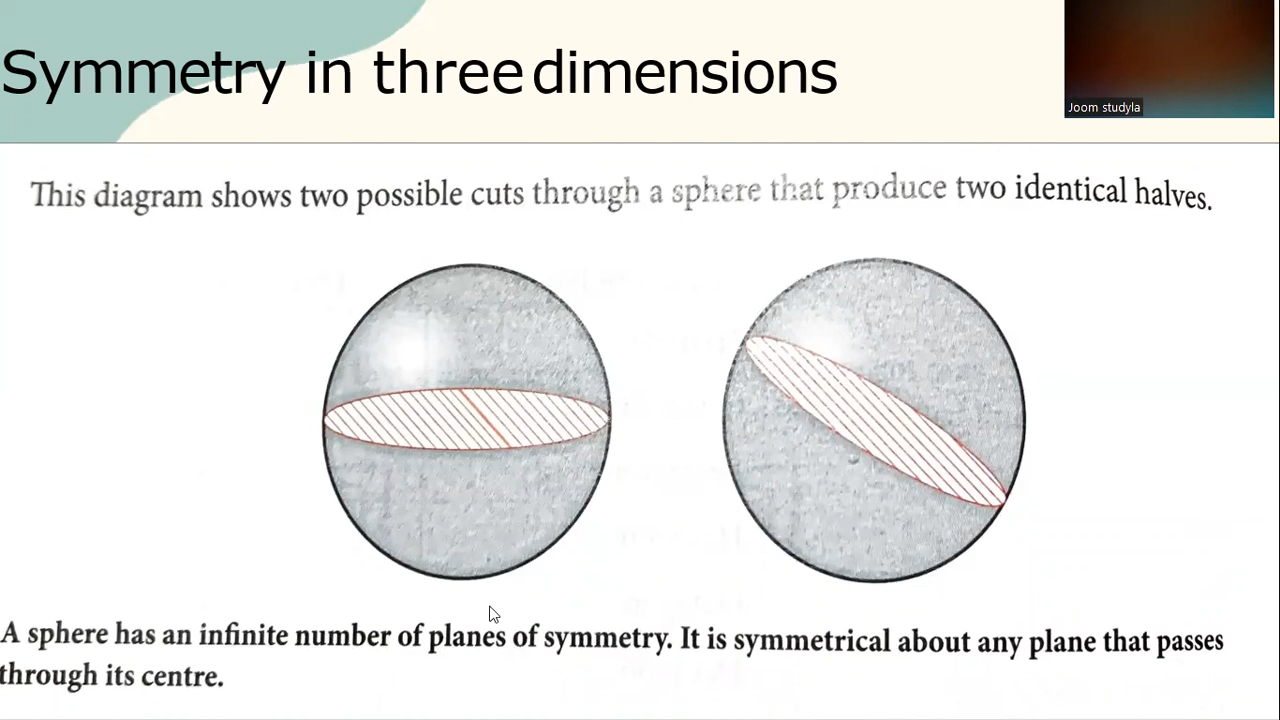 Symmetry in three dimensions
Joom studyla
This diagram shows two possible cuts through a sphere that produce two identical halves.
A sphere has an infinite number of planes of symmetry. It is symmetrical about any plane that passes
through its centre.